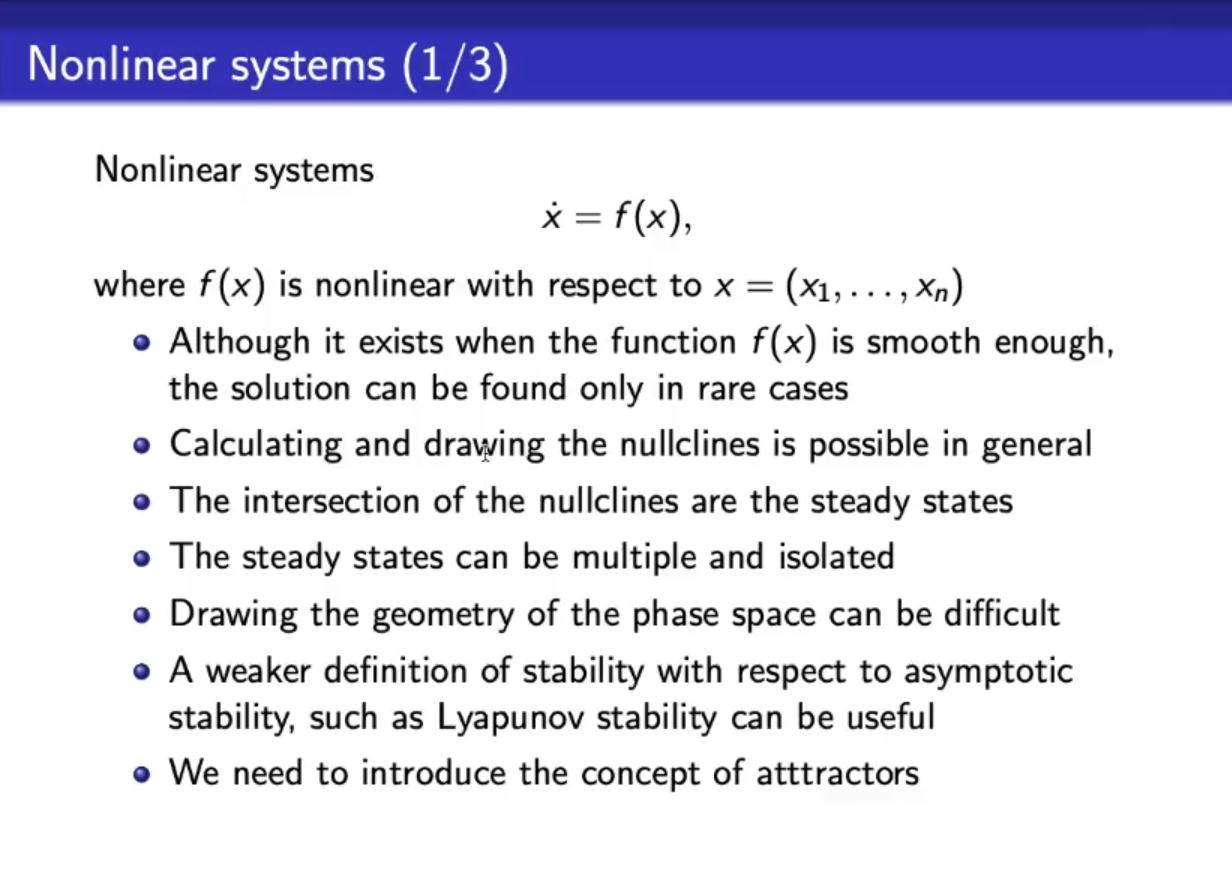 Nonlinear systems (1/3)
Nonlinear systems
ẋ = f(x),
where f(x) is nonlinear with respect to x = (x₁, . . . , xₙ)
Although it exists when the function f(x) is smooth enough,
the solution can be found only in rare cases
Calculating and drawing the nullclines is possible in general
The intersection of the nullclines are the steady states
The steady states can be multiple and isolated
Drawing the geometry of the phase space can be difficult
A weaker definition of stability with respect to asymptotic
stability, such as Lyapunov stability can be useful
We need to introduce the concept of atttractors